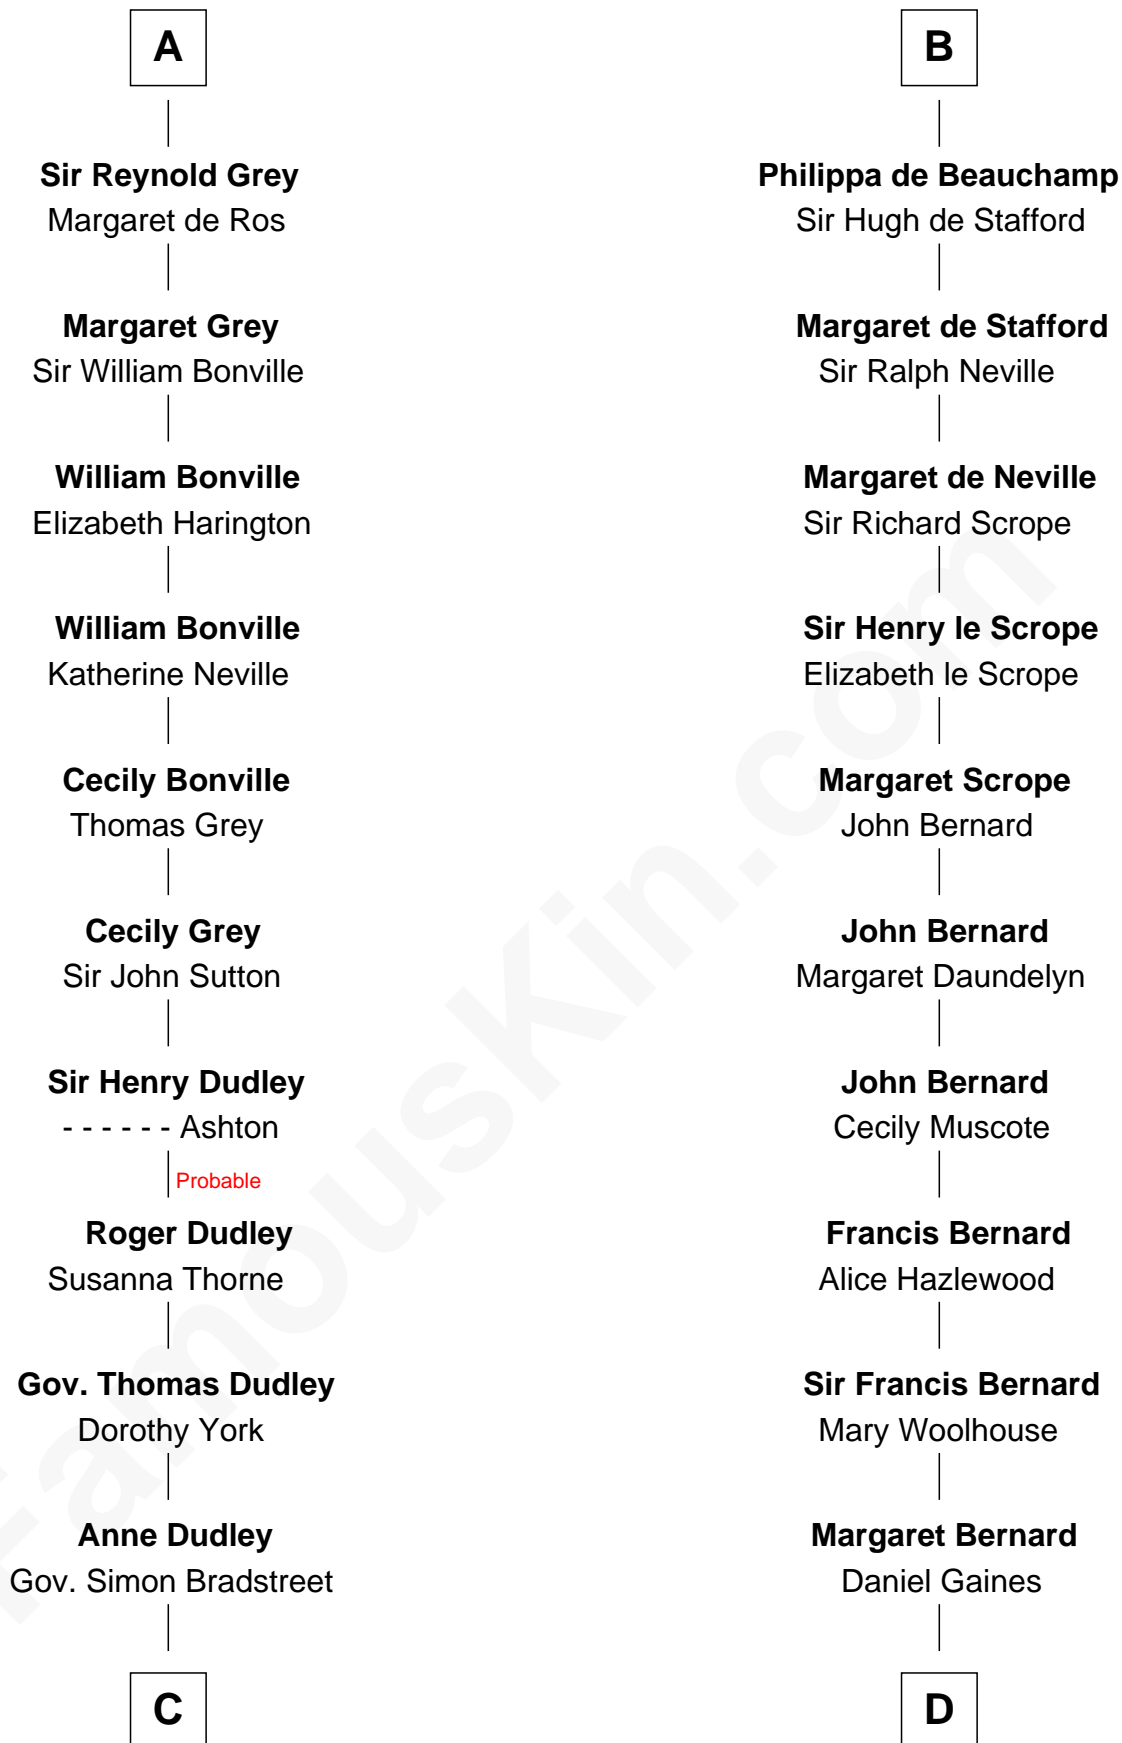 A
Sir Reynold Grey
Margaret de Ros
Margaret Grey
Sir William Bonville
William Bonville
Elizabeth Harington
William Bonville
Katherine Neville
Cecily Bonville
Thomas Grey
Cecily Grey
Sir John Sutton
Sir Henry Dudley
- - - - - - Ashton
Probable
Roger Dudley
Susanna Thorne
Gov. Thomas Dudley
Dorothy York
Anne Dudley
Gov. Simon Bradstreet
C
B
Philippa de Beauchamp
Sir Hugh de Stafford
Margaret de Stafford
Sir Ralph Neville
Margaret de Neville
Sir Richard Scrope
Sir Henry le Scrope
Elizabeth le Scrope
Margaret Scrope
John Bernard
John Bernard
Margaret Daundelyn
John Bernard
Cecily Muscote
Francis Bernard
Alice Hazlewood
Sir Francis Bernard
Mary Woolhouse
Margaret Bernard
Daniel Gaines
D
FamousKin.com